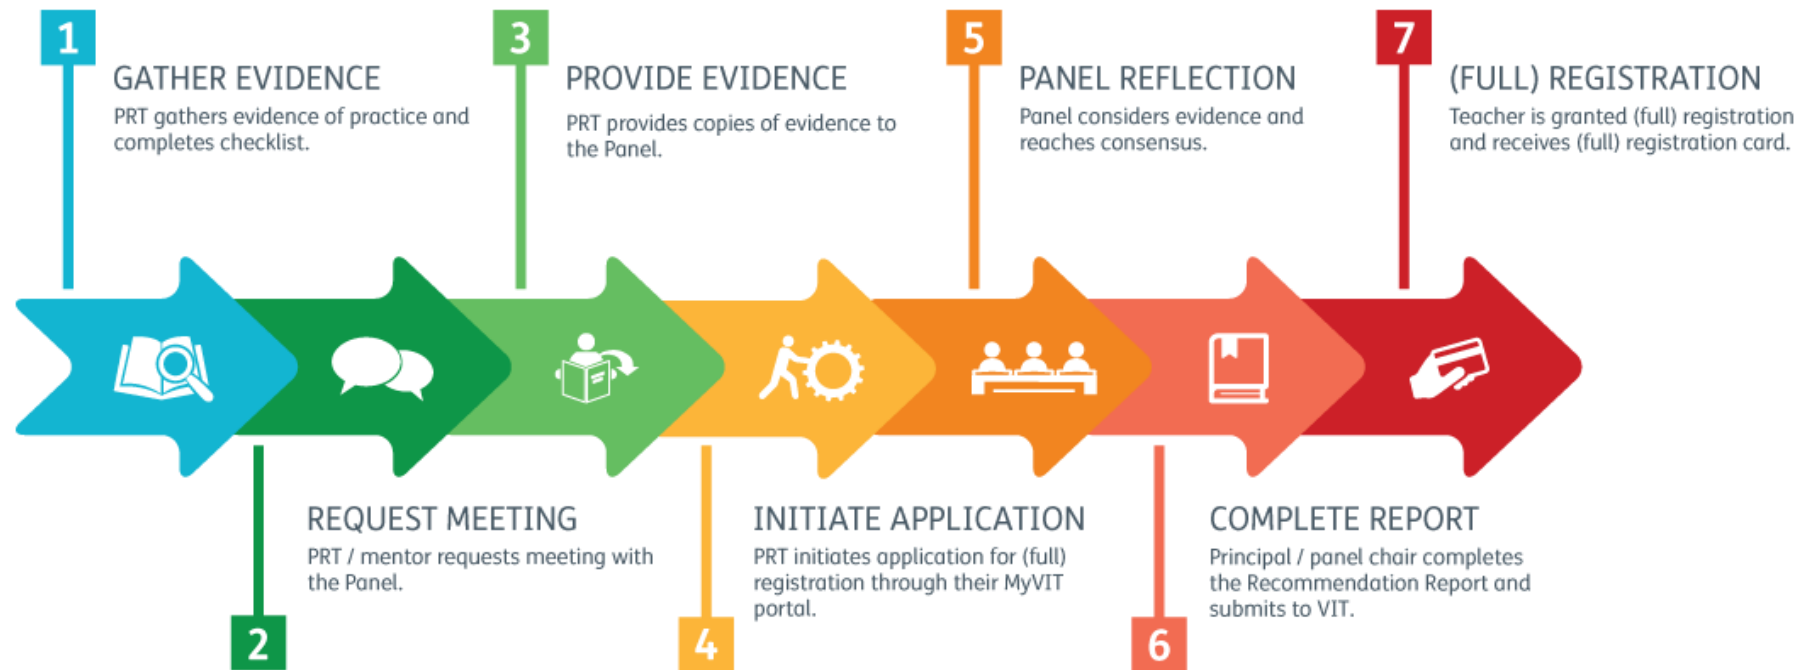 1
GATHER EVIDENCE
PRT gathers evidence of practice and
completes checklist.
2
REQUEST MEETING
PRT / mentor requests meeting with
the Panel.
3
PROVIDE EVIDENCE
PRT provides copies of evidence to
the Panel.
4
INITIATE APPLICATION
PRT initiates application for (full)
registration through their MyVIT
portal.
5
PANEL REFLECTION
Panel considers evidence and
reaches consensus.
6
COMPLETE REPORT
Principal / panel chair completes
the Recommendation Report and
submits to VIT.
7
(FULL) REGISTRATION
Teacher is granted (full) registration
and receives (full) registration card.